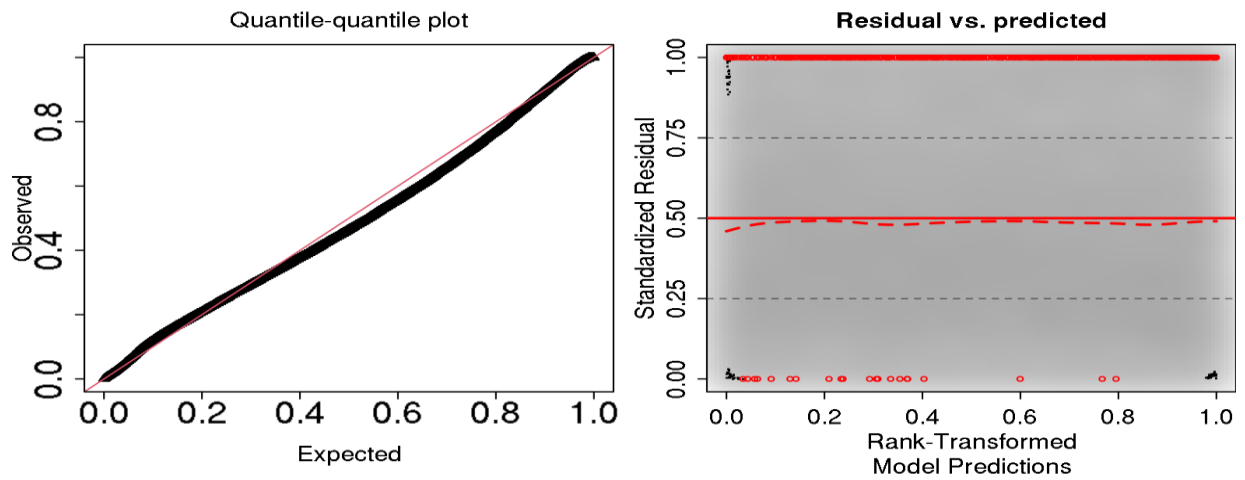 Quantile-quantile plot
Observed
0.0
0.4
0.8
0.0 0.2 0.4 0.6 0.8 1.0
Expected
Residual vs. predicted
Standardized Residual
0.00 0.25 0.50 0.75 1.00
0.0 0.2 0.4 0.6 0.8 1.0
Rank-Transformed
Model Predictions